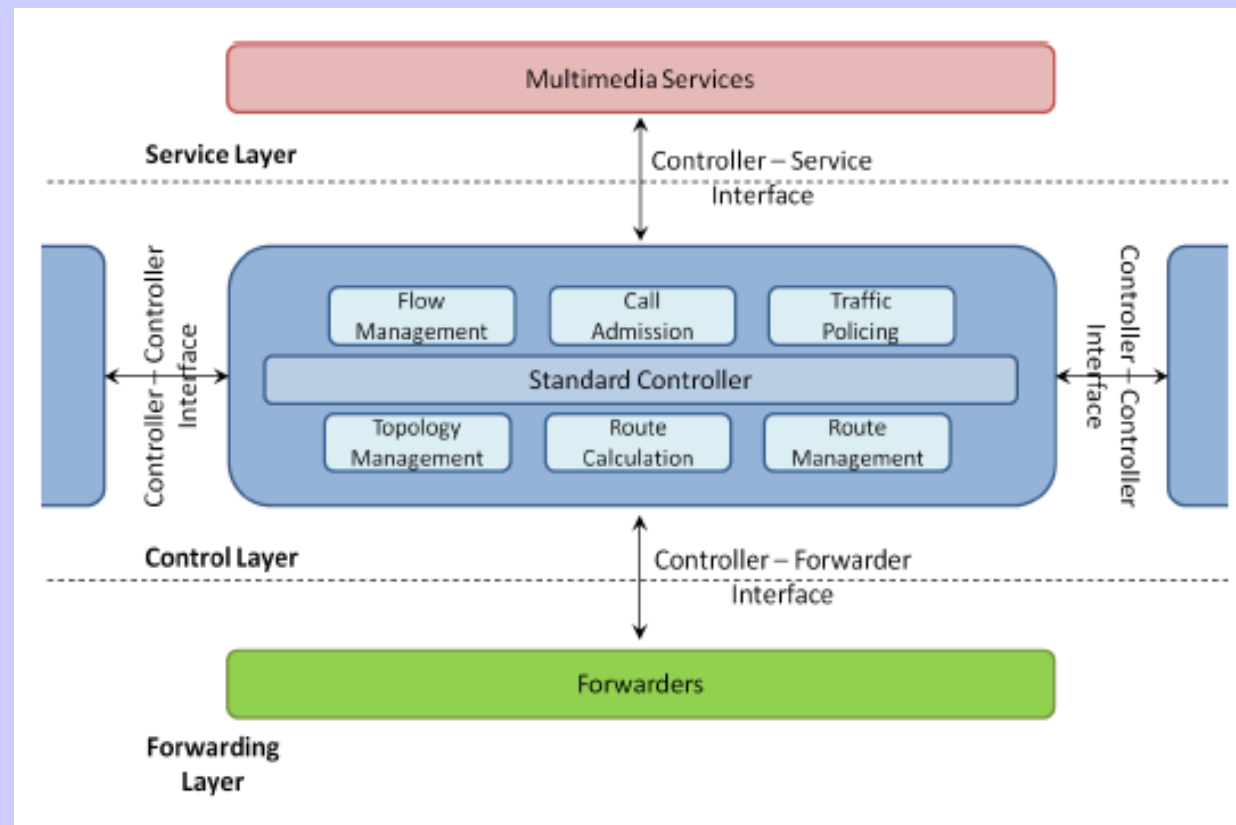 Multimedia Services
Service Layer
Controller – Service
Interface
Controller – Controller
Interface
Flow
Management
Call
Admission
Traffic
Policing
Standard Controller
Topology
Management
Route
Calculation
Route
Management
Controller – Controller
Interface
Control Layer
Controller – Forwarder
Interface
Forwarders
Forwarding
Layer